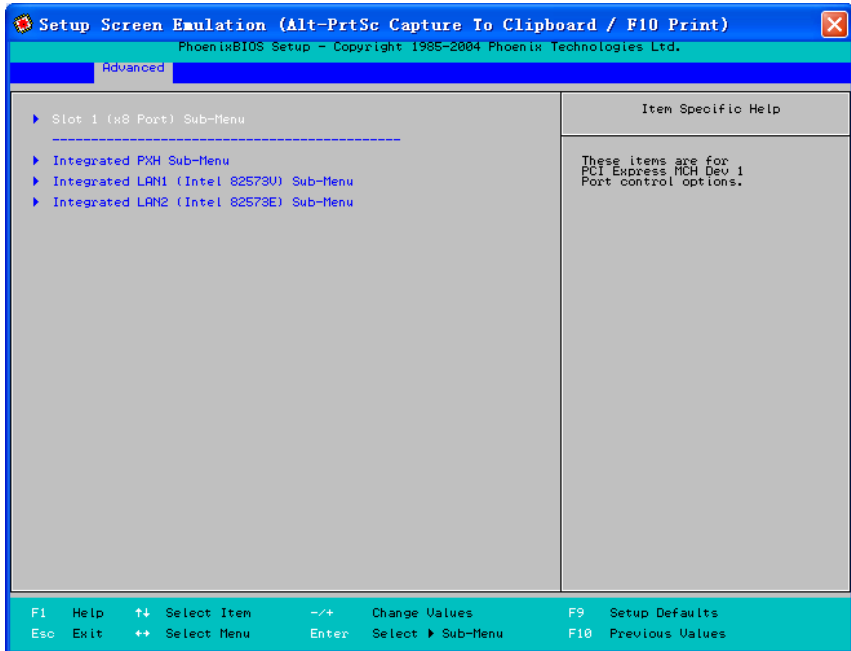 Setup Screen Emulation (Alt-PrtSc Capture To Clipboard / F10 Print)
PhoenixBIOS Setup - Copyright 1985-2004 Phoenix Technologies Ltd.
Advanced
Slot 1 (x8 Port) Sub-Menu
Integrated PXH Sub-Menu
Integrated LAN1 (Intel 82573V) Sub-Menu
Integrated LAN2 (Intel 82573E) Sub-Menu
Item Specific Help
These items are for
PCI Express MCH Dev 1
Port control options.
F1 Help ↑↓ Select Item -/+ Change Values F9 Setup Defaults
Esc Exit ↔ Select Menu Enter Select ▶ Sub-Menu F10 Previous Values